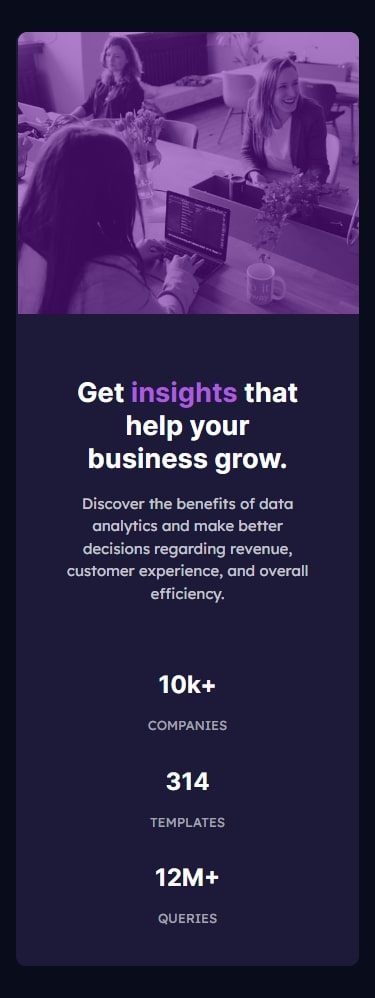 Get insights that
help your
business grow.
Discover the benefits of data
analytics and make better
decisions regarding revenue,
customer experience, and overall
efficiency.
10k+
COMPANIES
314
TEMPLATES
12M+
QUERIES